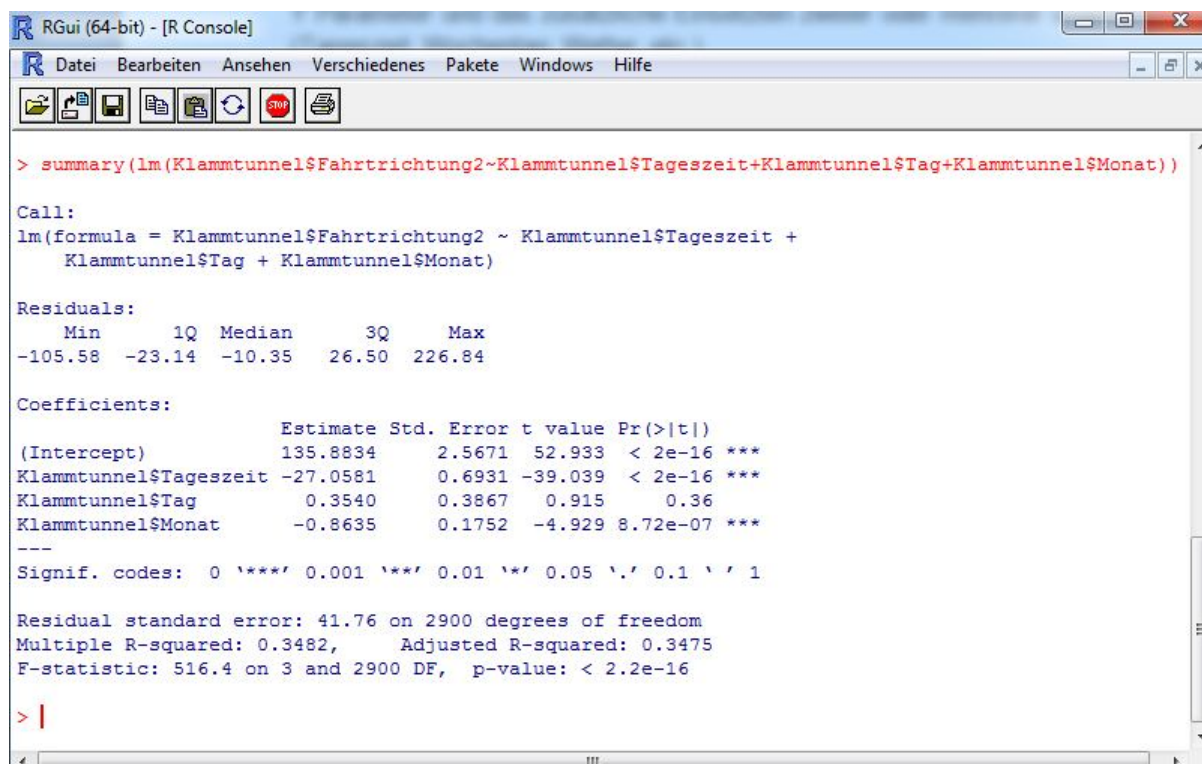 RGui (64-bit) - [R Console]
Datei Bearbeiten Ansehen Verschiedenes Pakete Windows Hilfe
STOP
> summary(lm(Klammtunnel$Fahrtrichtung2~Klammtunnel$Tageszeit+Klammtunnel$Tag+Klammtunnel$Monat))
Call:
lm(formula = Klammtunnel$Fahrtrichtung2 ~ Klammtunnel$Tageszeit +
    Klammtunnel$Tag + Klammtunnel$Monat)
Residuals:
    Min      1Q  Median      3Q     Max
-105.58  -23.14  -10.35   26.50  226.84
Coefficients:
                      Estimate Std. Error t value Pr(>|t|)
(Intercept)           135.8834     2.5671  52.933  < 2e-16 ***
Klammtunnel$Tageszeit -27.0581     0.6931 -39.039  < 2e-16 ***
Klammtunnel$Tag         0.3540     0.3867   0.915     0.36
Klammtunnel$Monat      -0.8635     0.1752  -4.929 8.72e-07 ***
---
Signif. codes:  0 ‘***’ 0.001 ‘**’ 0.01 ‘*’ 0.05 ‘.’ 0.1 ‘ ’ 1
Residual standard error: 41.76 on 2900 degrees of freedom
Multiple R-squared: 0.3482,     Adjusted R-squared: 0.3475
F-statistic: 516.4 on 3 and 2900 DF,  p-value: < 2.2e-16
>